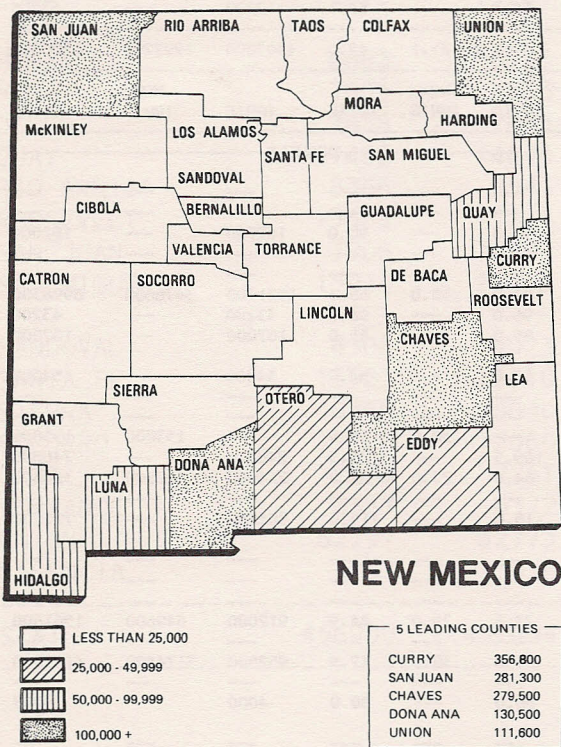 SAN JUAN RIO ARRIBA TAOS COLFAX UNION
MORA
McKINLEY LOS ALAMOS HARDING
SANTA FE SAN MIGUEL
SANDOVAL
CIBOLA BERNALILLO GUADALUPE QUAY
VALENCIA TORRANCE
CURRY
CATRON SOCORRO DE BACA
ROOSEVELT
LINCOLN
CHAVES
SIERRA LEA
OTERO
GRANT
DONA ANA EDDY
LUNA
HIDALGO
NEW MEXICO
LESS THAN 25,000
25,000 - 49,999
50,000 - 99,999
100,000 +
5 LEADING COUNTIES
CURRY 356,800
SAN JUAN 281,300
CHAVES 279,500
DONA ANA 130,500
UNION 111,600